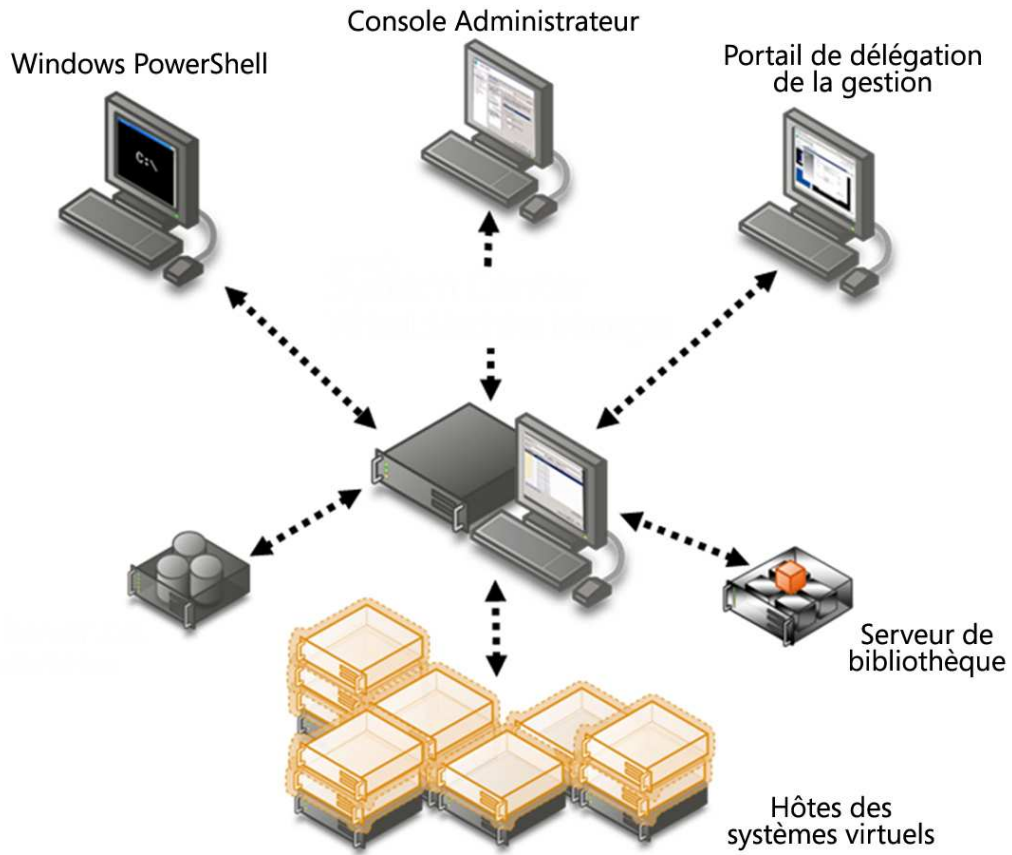 Console Administrateur
Windows PowerShell
Portail de délégation
de la gestion
C:\
Serveur de
bibliothèque
Hôtes des
systèmes virtuels